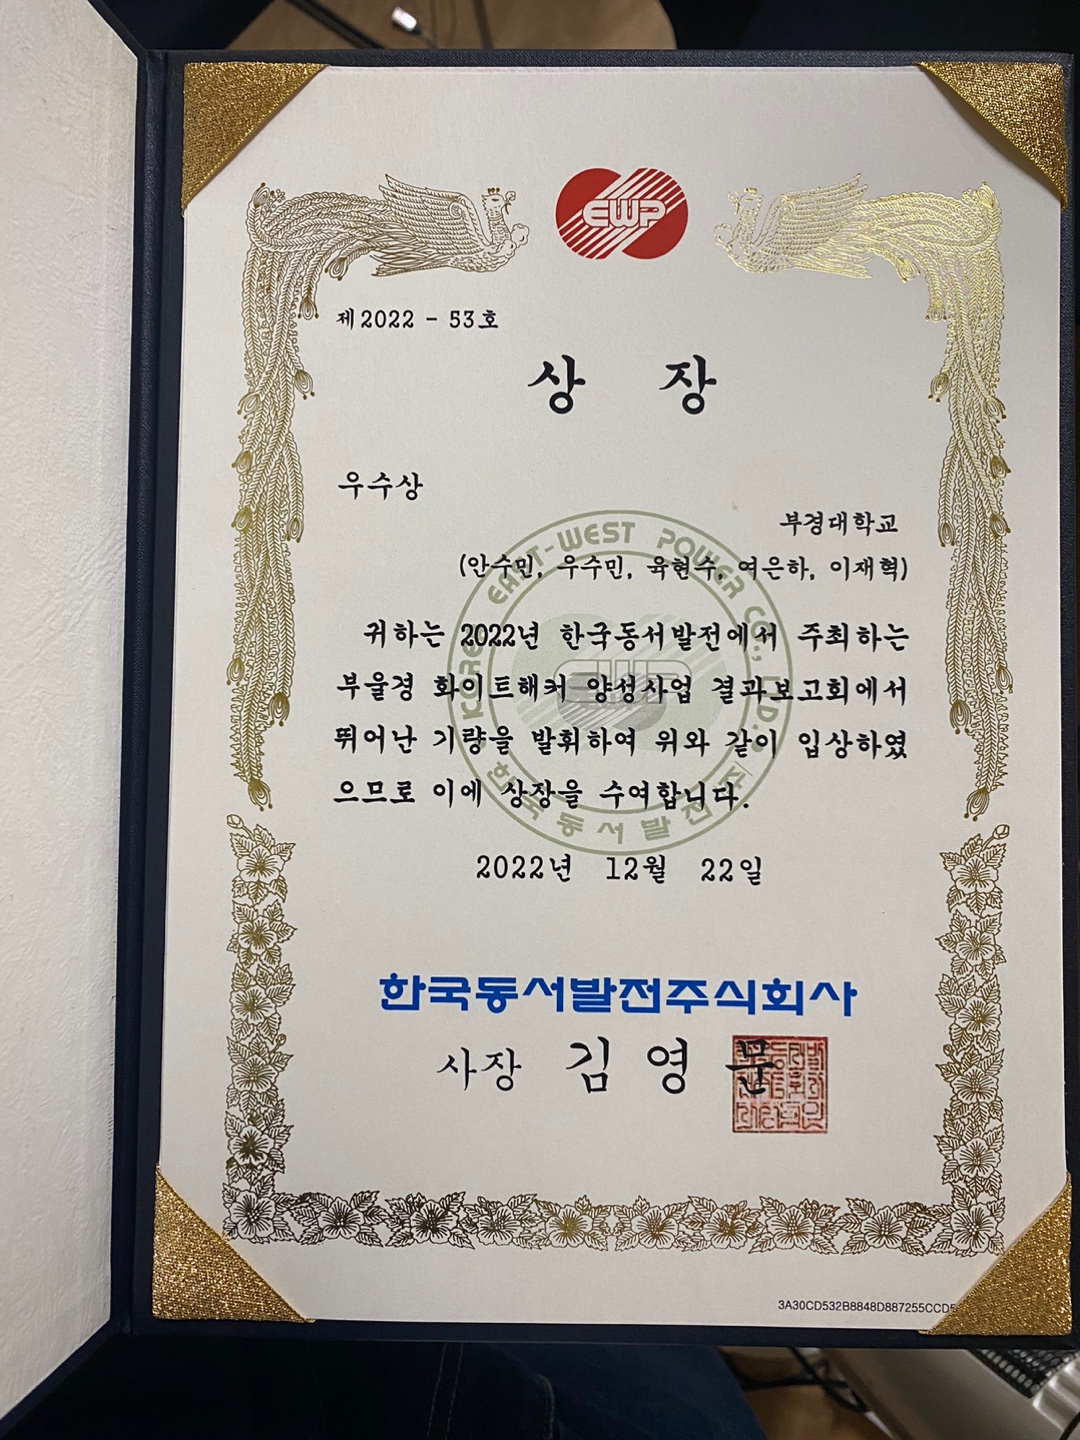 EWP
제2022 - 53호
상 장
우수상
부경대학교
(안수민, 우수민, 육현수, 여은하, 이재혁)
귀하는 2022년 한국동서발전에서 주최하는
부울경 화이트해커 양성사업 결과보고회에서
뛰어난 기량을 발휘하여 위와 같이 입상하였
으므로 이에 상장을 수여합니다.
KOREA EAST-WEST POWER CO., LTD.
EWP
한국동서발전㈜
2022년 12월 22일
한국동서발전주식회사
사장 김영문
3A30CD532B8848D887255CCD